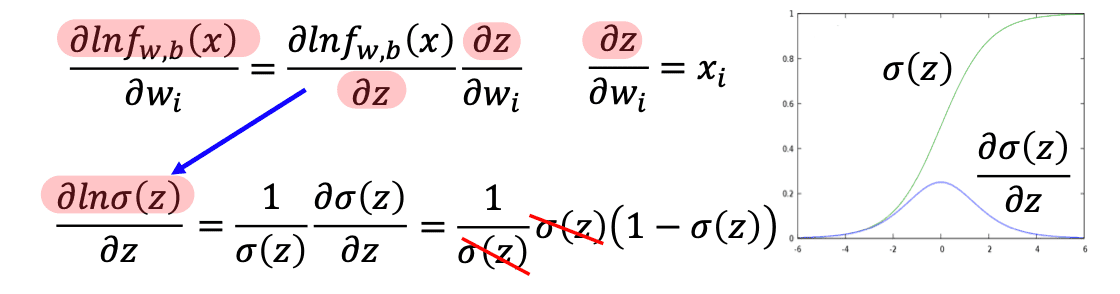 ∂lnf_{w,b}(x)/∂w_i = ∂lnf_{w,b}(x)/∂z ∂z/∂w_i
∂z/∂w_i = x_i
∂lnσ(z)/∂z = 1/σ(z) ∂σ(z)/∂z = 1/σ(z) σ(z)(1 − σ(z))
σ(z)
∂σ(z)/∂z
1
0.8
0.6
0.4
0.2
0
-6 -4 -2 0 2 4 6